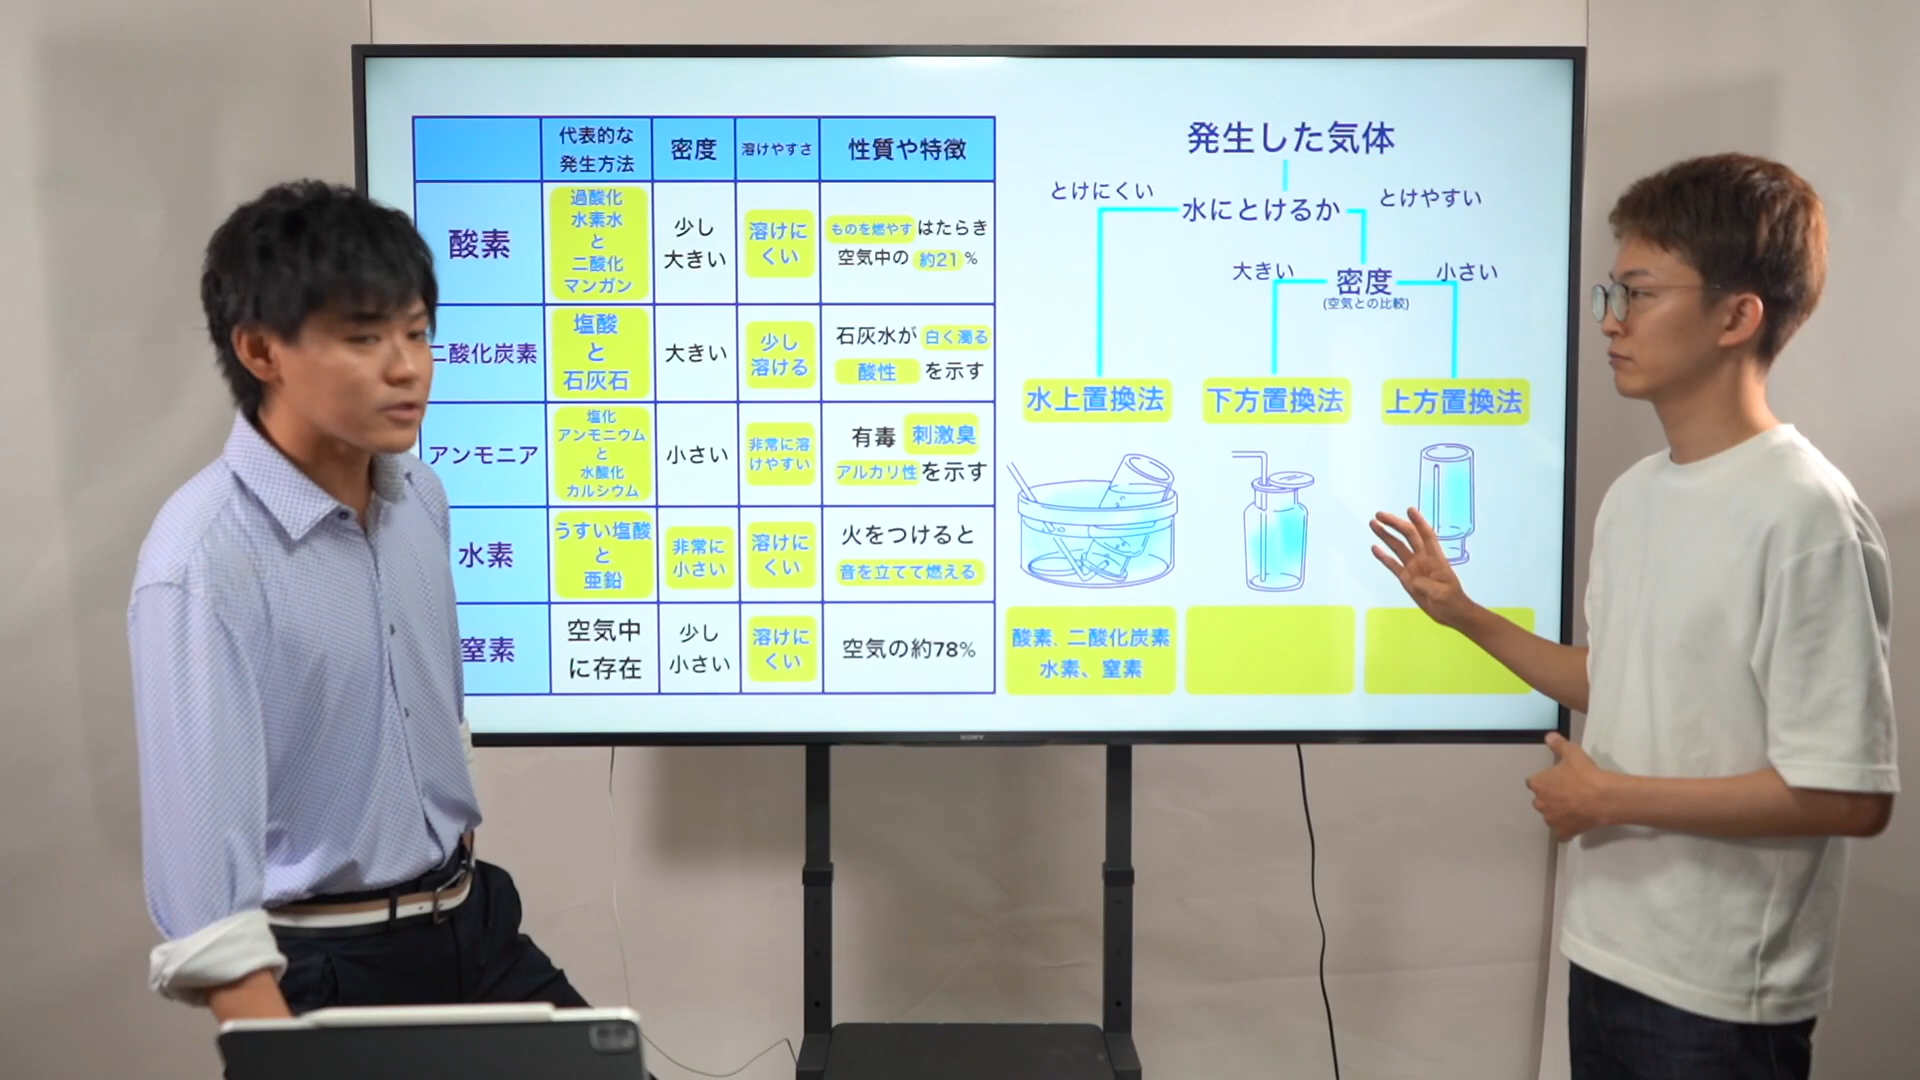 代表的な
発生方法
密度
溶けやすさ
性質や特徴
酸素
過酸化
水素水
と
二酸化
マンガン
少し
大きい
溶けに
くい
ものを燃やす はたらき
空気中の 約21 %
二酸化炭素
塩酸
と
石灰石
大きい
少し
溶ける
石灰水が 白く濁る
酸性 を示す
アンモニア
塩化
アンモニウム
と
水酸化
カルシウム
小さい
非常に溶
けやすい
有毒 刺激臭
アルカリ性 を示す
水素
うすい塩酸
と
亜鉛
非常に
小さい
溶けに
くい
火をつけると
音を立てて燃える
窒素
空気中
に存在
少し
小さい
溶けに
くい
空気の約78%
発生した気体
とけにくい
水にとけるか
とけやすい
大きい
密度
小さい
(空気との比較)
水上置換法
下方置換法
上方置換法
酸素、二酸化炭素
水素、窒素
SONY